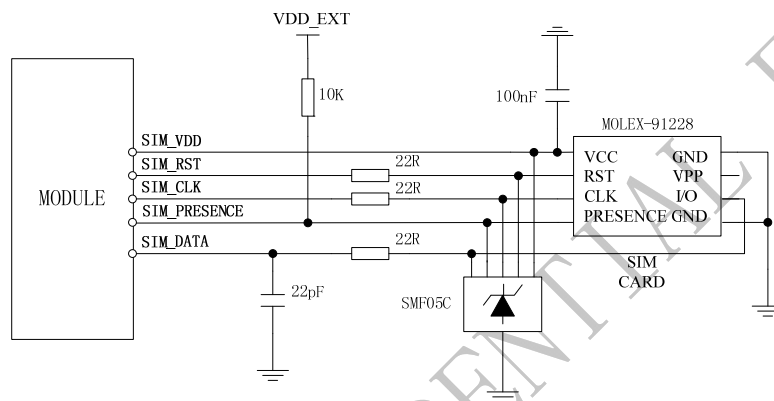 VDD_EXT
10K
100nF
MOLEX-91228
SIM_VDD
SIM_RST
22R
SIM_CLK
22R
SIM_PRESENCE
SIM_DATA
22R
MODULE
VCC
GND
RST
VPP
CLK
I/O
PRESENCE
GND
SIM
CARD
22pF
SMF05C
ENTIAL